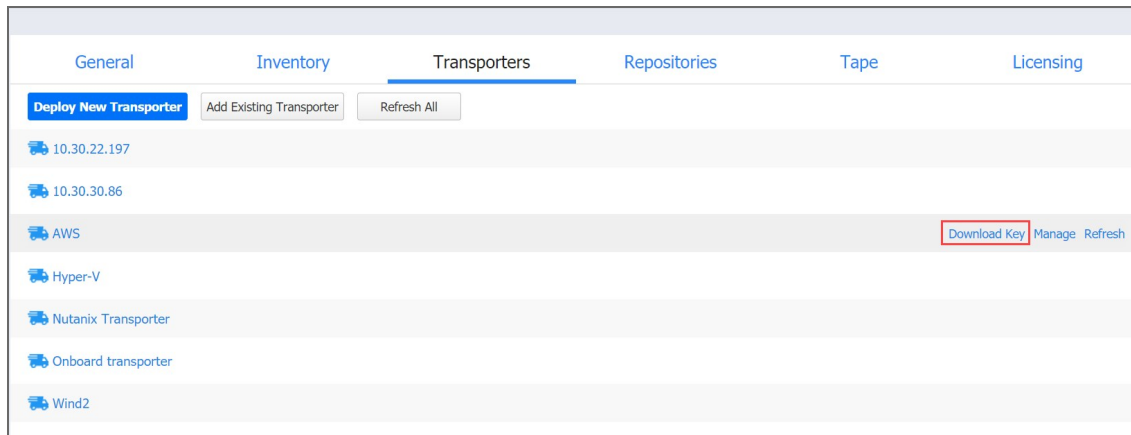 General Inventory Transporters Repositories Tape Licensing
Deploy New Transporter Add Existing Transporter Refresh All
10.30.22.197
10.30.30.86
AWS Download Key Manage Refresh
Hyper-V
Nutanix Transporter
Onboard transporter
Wind2